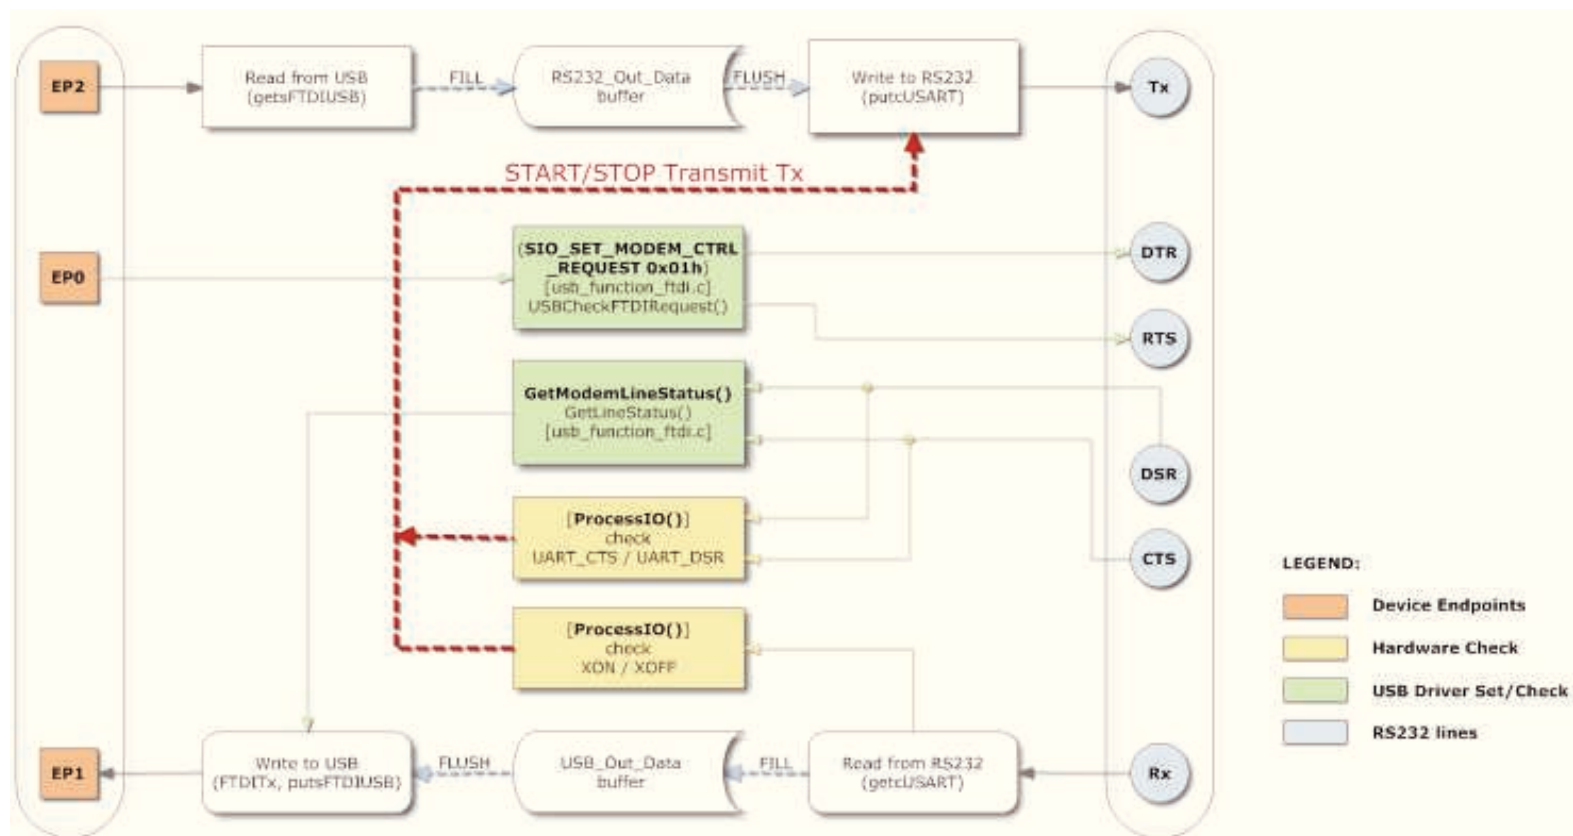 EP2
Read from USB
(getsFTDIUSB)
FILL
RS232_Out_Data
buffer
FLUSH
Write to RS232
(putcUSART)
Tx
START/STOP Transmit Tx
EP0
(SIO_SET_MODEM_CTRL
_REQUEST 0x01h)
[usb_function_ftdi.c]
USBCheckFTDIRequest()
DTR
RTS
GetModemLineStatus()
GetLineStatus()
[usb_function_ftdi.c]
DSR
[ProcessIO()]
check
UART_CTS / UART_DSR
CTS
[ProcessIO()]
check
XON / XOFF
EP1
Write to USB
(FTDITx, putsFTDIUSB)
FLUSH
USB_Out_Data
buffer
FILL
Read from RS232
(getcUSART)
Rx
LEGEND:
Device Endpoints
Hardware Check
USB Driver Set/Check
RS232 lines